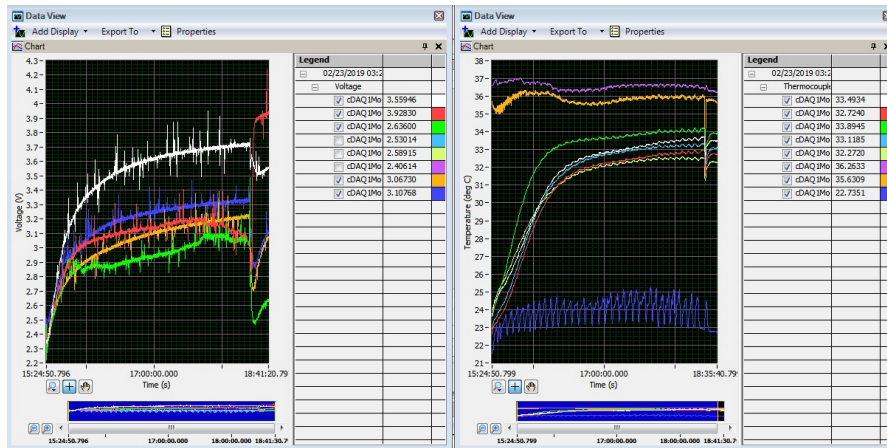 Data View
Add Display Export To Properties
Chart
4.3
4.2
4.1
4
3.9
3.8
3.7
3.6
3.5
3.4
3.3
3.2
3.1
3
2.9
2.8
2.7
2.6
2.5
2.4
2.3
2.2
Voltage (V)
15:24:50.796 17:00:00.000 18:41:20.79
Time (s)
15:24:50.796 17:00:00.000 18:00:00.000 18:41:30.7
Legend
02/23/2019 03:2
Voltage
cDAQ1Mo 3.55946
cDAQ1Mo 3.92830
cDAQ1Mo 2.63600
cDAQ1Mo 2.53014
cDAQ1Mo 2.58915
cDAQ1Mo 2.40614
cDAQ1Mo 3.06730
cDAQ1Mo 3.10768
Data View
Add Display Export To Properties
Chart
38
37
36
35
34
33
32
31
30
29
28
27
26
25
24
23
22
21
Temperature (deg C)
15:24:50.799 17:00:00.000 18:35:40.79
Time (s)
15:24:50.799 17:00:00.000 18:00:00.000 18:41:30.7
Legend
02/23/2019 03:2
Thermocouple
cDAQ1Mo 33.4934
cDAQ1Mo 32.7240
cDAQ1Mo 33.8945
cDAQ1Mo 33.1185
cDAQ1Mo 32.2720
cDAQ1Mo 36.2633
cDAQ1Mo 35.6309
cDAQ1Mo 22.7351